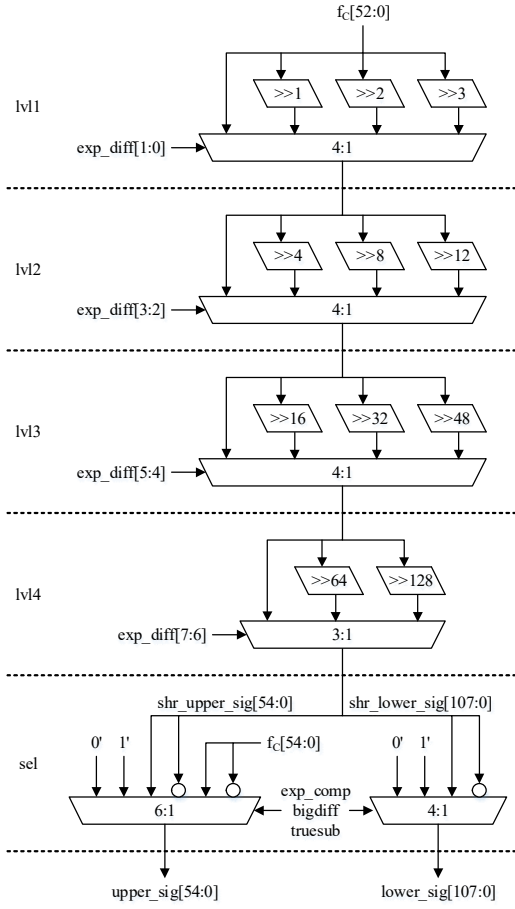 f_C[52:0]
>>1 >>2 >>3
lvl1
exp_diff[1:0] 4:1
>>4 >>8 >>12
lvl2
exp_diff[3:2] 4:1
>>16 >>32 >>48
lvl3
exp_diff[5:4] 4:1
>>64 >>128
lvl4
exp_diff[7:6] 3:1
shr_upper_sig[54:0] shr_lower_sig[107:0]
0' 1' f_C[54:0] 0' 1'
sel
exp_comp
6:1 bigdiff 4:1
truesub
upper_sig[54:0] lower_sig[107:0]